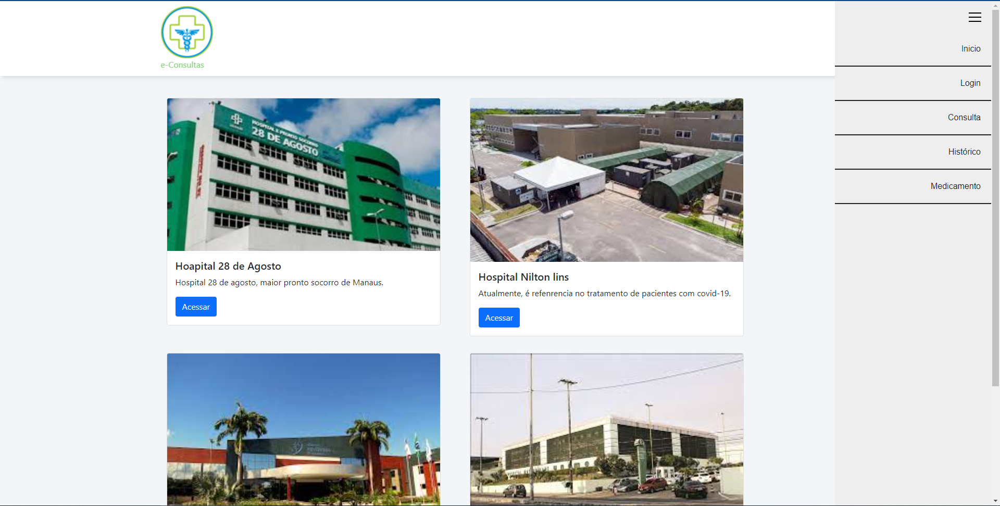 e-Consultas
Inicio
Login
Consulta
Histórico
Medicamento
HOSPITAL E PRONTO SOCORRO
28 DE AGOSTO
Hoapital 28 de Agosto
Hospital 28 de agosto, maior pronto socorro de Manaus.
Acessar
Hospital Nilton lins
Atualmente, é refenrencia no tratamento de pacientes com covid-19.
Acessar